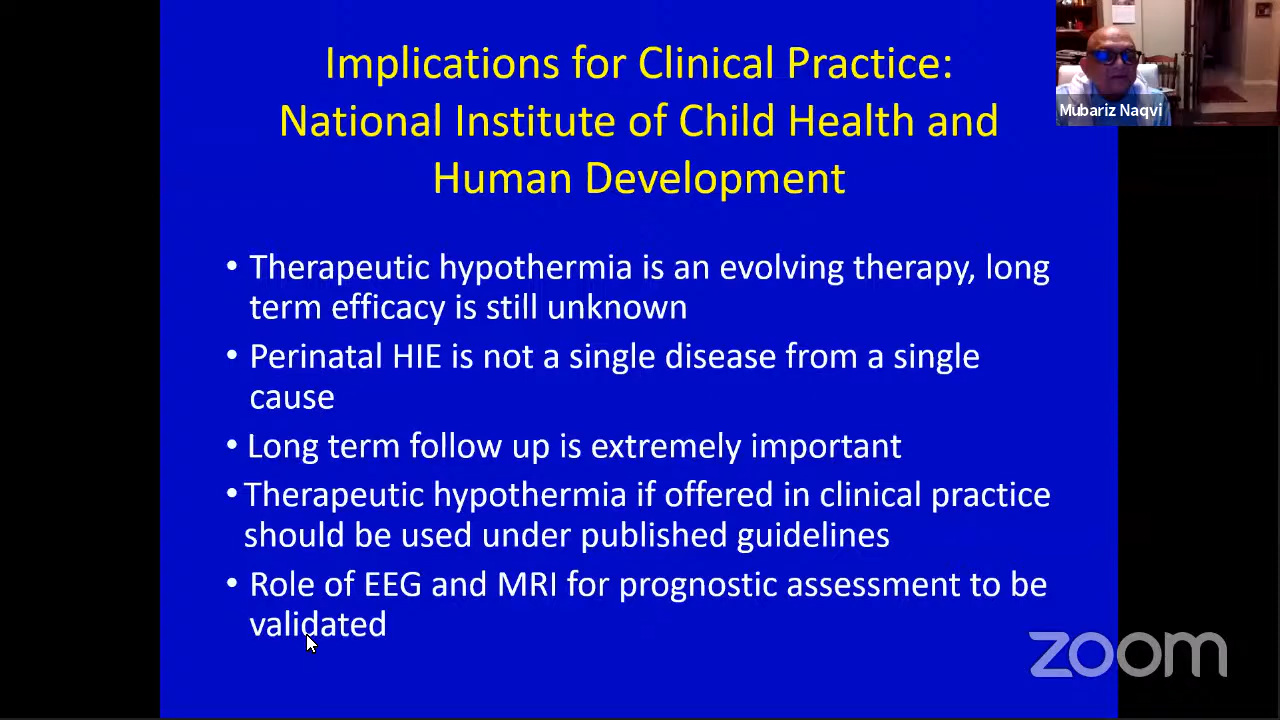 Implications for Clinical Practice:
National Institute of Child Health and
Human Development
Mubariz Naqvi
• Therapeutic hypothermia is an evolving therapy, long
term efficacy is still unknown
• Perinatal HIE is not a single disease from a single
cause
• Long term follow up is extremely important
• Therapeutic hypothermia if offered in clinical practice
should be used under published guidelines
• Role of EEG and MRI for prognostic assessment to be
validated
zoom